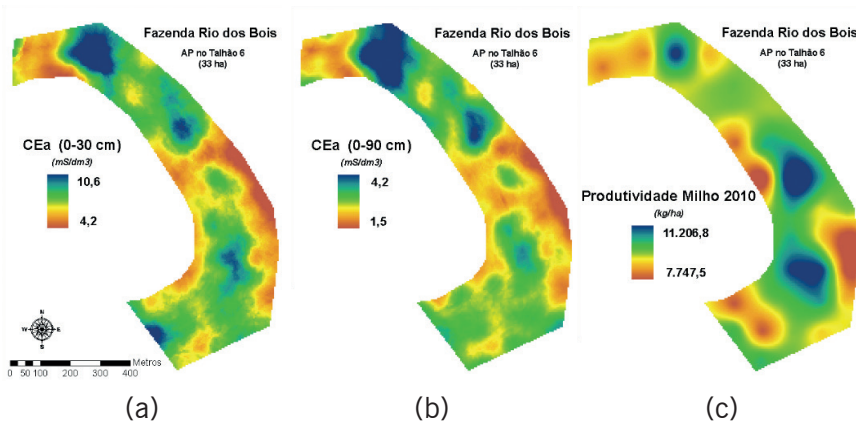 Fazenda Rio dos Bois
AP no Talhão 6
(33 ha)
CEa (0-30 cm)
(mS/dm3)
10,6
4,2
N
W E
S
Metros
0 50 100 200 300 400
(a)
Fazenda Rio dos Bois
AP no Talhão 6
(33 ha)
CEa (0-90 cm)
(mS/dm3)
4,2
1,5
(b)
Fazenda Rio dos Bois
AP no Talhão 6
(33 ha)
Produtividade Milho 2010
(kg/ha)
11.206,8
7.747,5
(c)